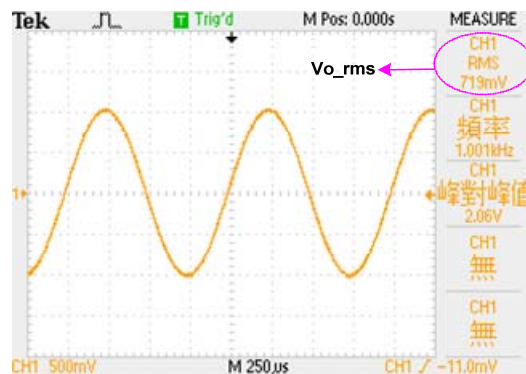 Tek
T Trig'd
M Pos: 0.000s
MEASURE
CH1
RMS
719mV
Vo_rms
CH1
頻率
1.001kHz
CH1
峰對峰值
2.06V
CH1
無
CH1
無
1
CH1 500mV
M 250µs
CH1 / -11.0mV